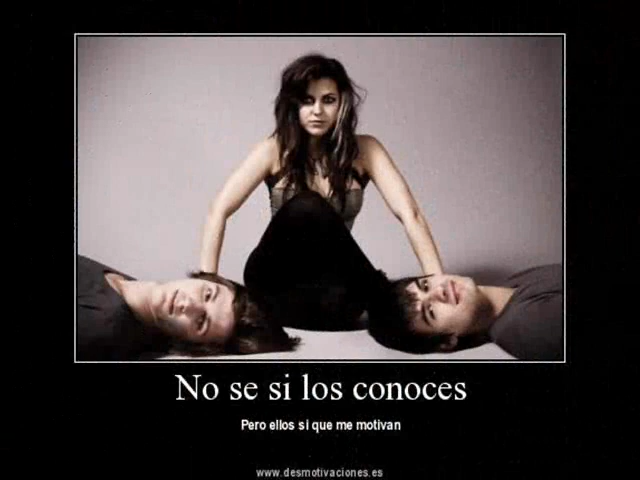 No se si los conoces
Pero ellos si que me motivan
www.desmotivaciones.es